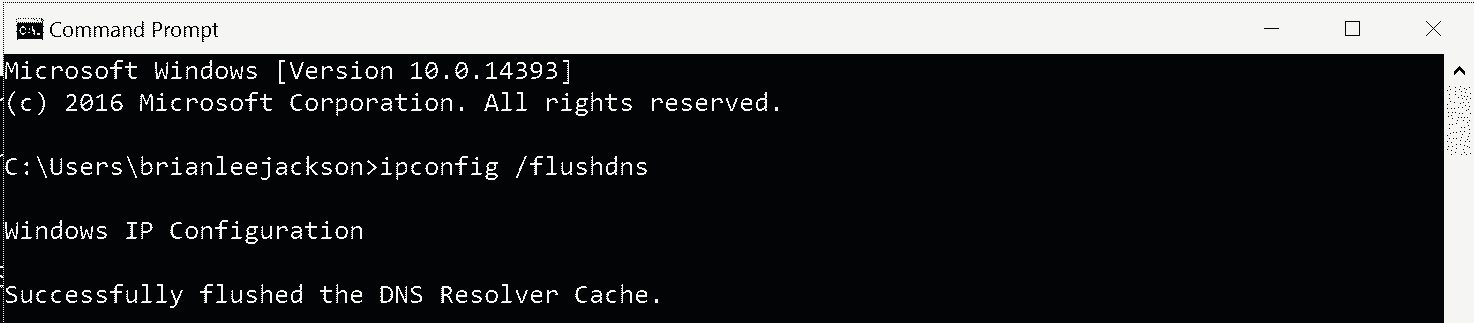 Command Prompt
Microsoft Windows [Version 10.0.14393]
(c) 2016 Microsoft Corporation. All rights reserved.
C:\Users\brianleejackson>ipconfig /flushdns
Windows IP Configuration
Successfully flushed the DNS Resolver Cache.